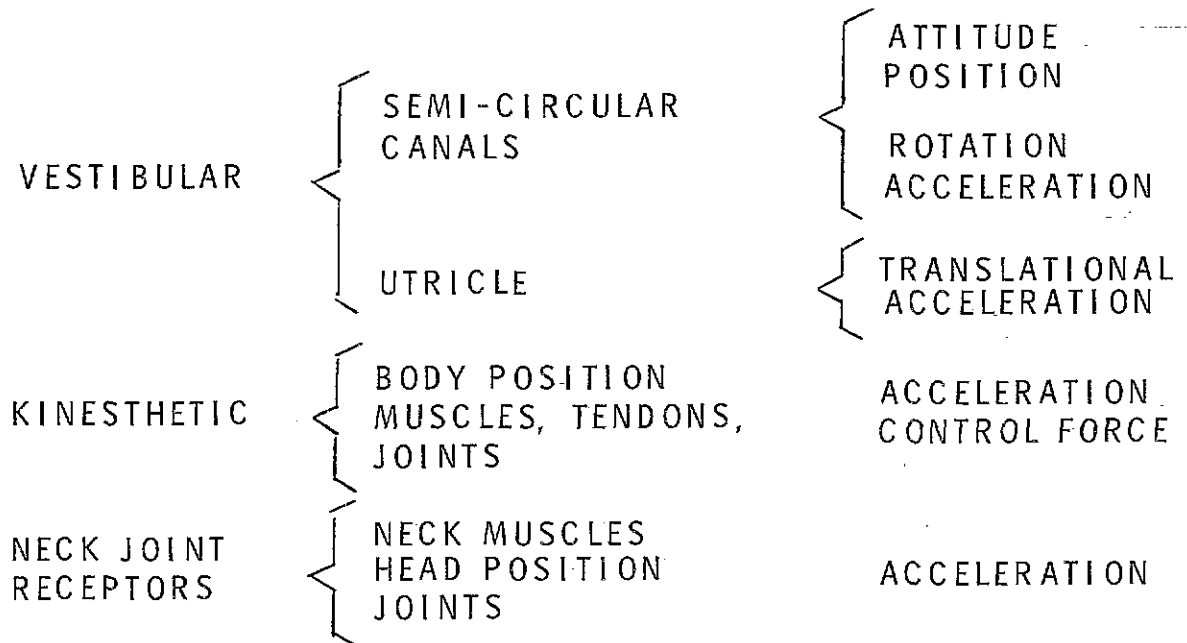 VESTIBULAR
SEMI-CIRCULAR
CANALS
ATTITUDE
POSITION
ROTATION
ACCELERATION
UTRICLE
TRANSLATIONAL
ACCELERATION
KINESTHETIC
BODY POSITION
MUSCLES, TENDONS,
JOINTS
ACCELERATION
CONTROL FORCE
NECK JOINT
RECEPTORS
NECK MUSCLES
HEAD POSITION
JOINTS
ACCELERATION